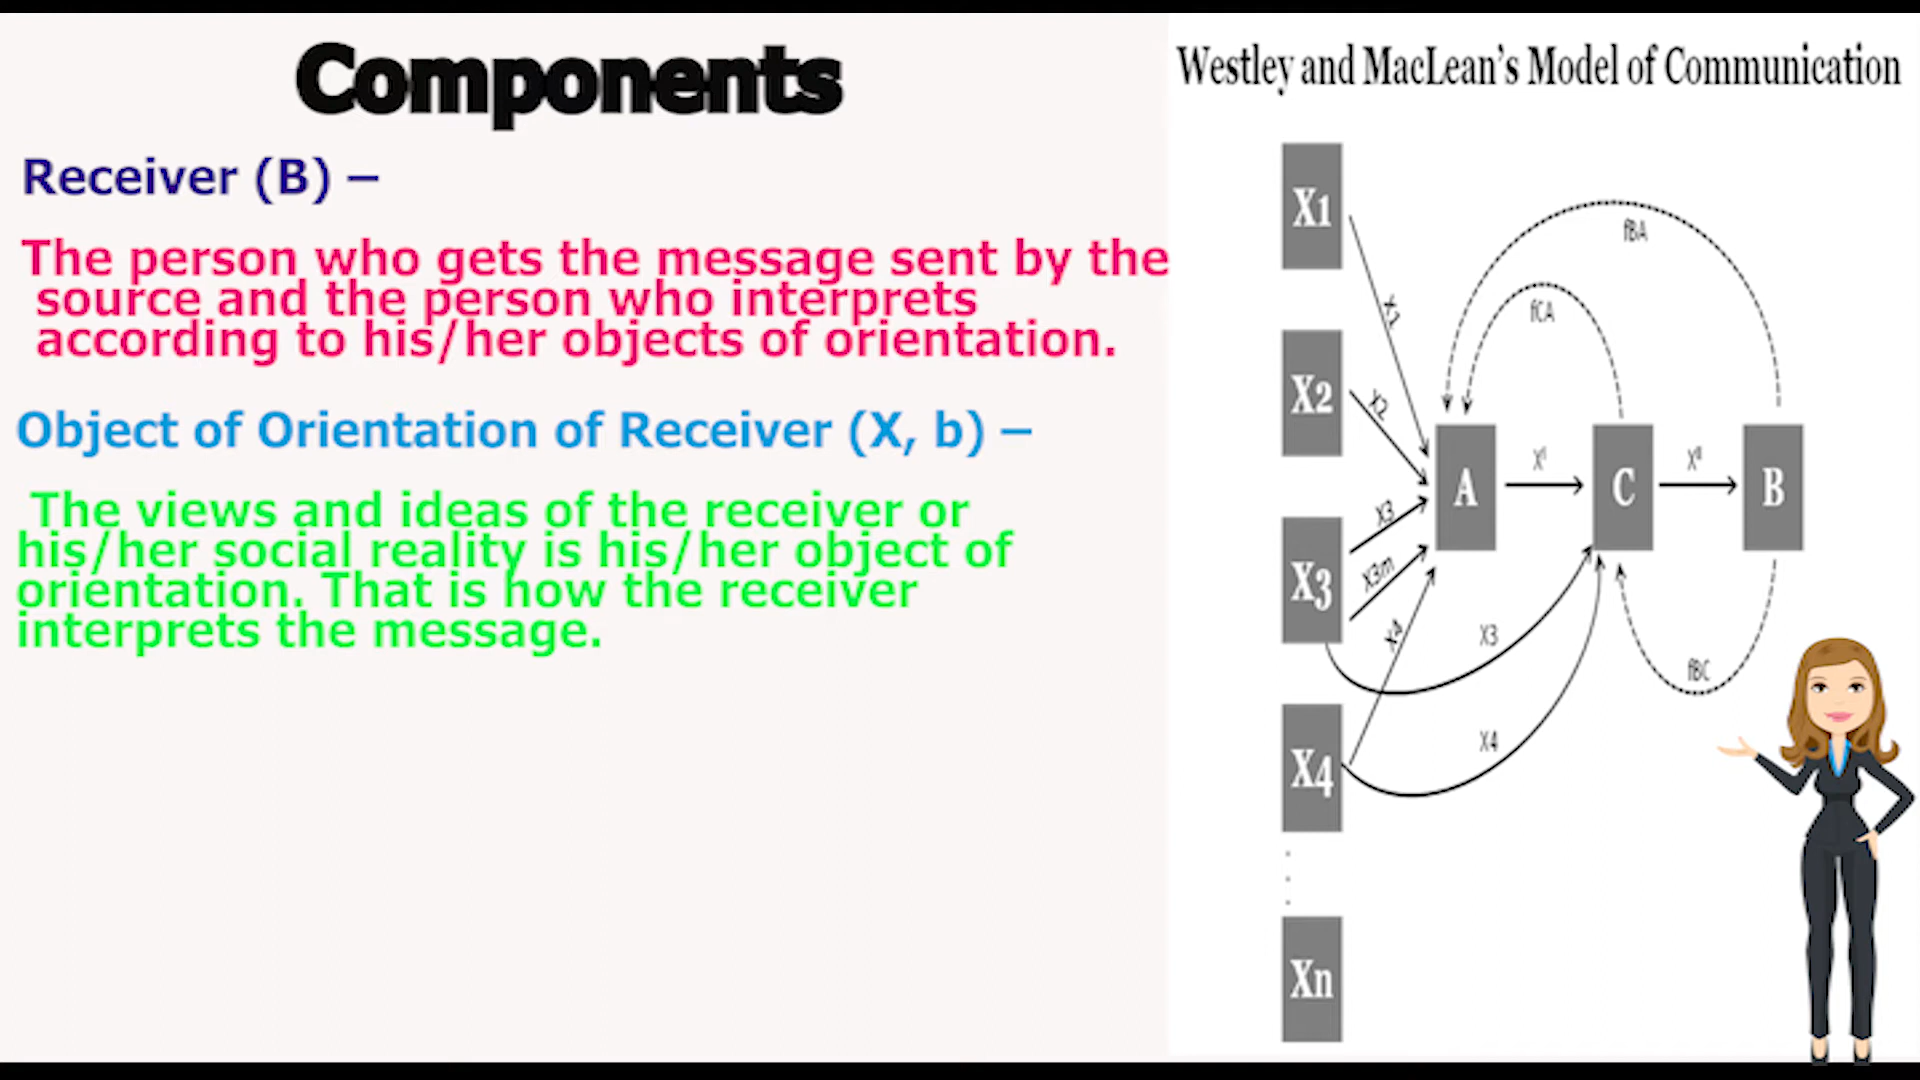 Components
Receiver (B) –
The person who gets the message sent by the
source and the person who interprets
according to his/her objects of orientation.
Object of Orientation of Receiver (X, b) –
The views and ideas of the receiver or
his/her social reality is his/her object of
orientation. That is how the receiver
interprets the message.
Westley and MacLean's Model of Communication
X1
X2
X3
X4
Xn
A
C
B
x1
X2
X3
X3m
x4
X3
X4
fBA
fCA
fBC